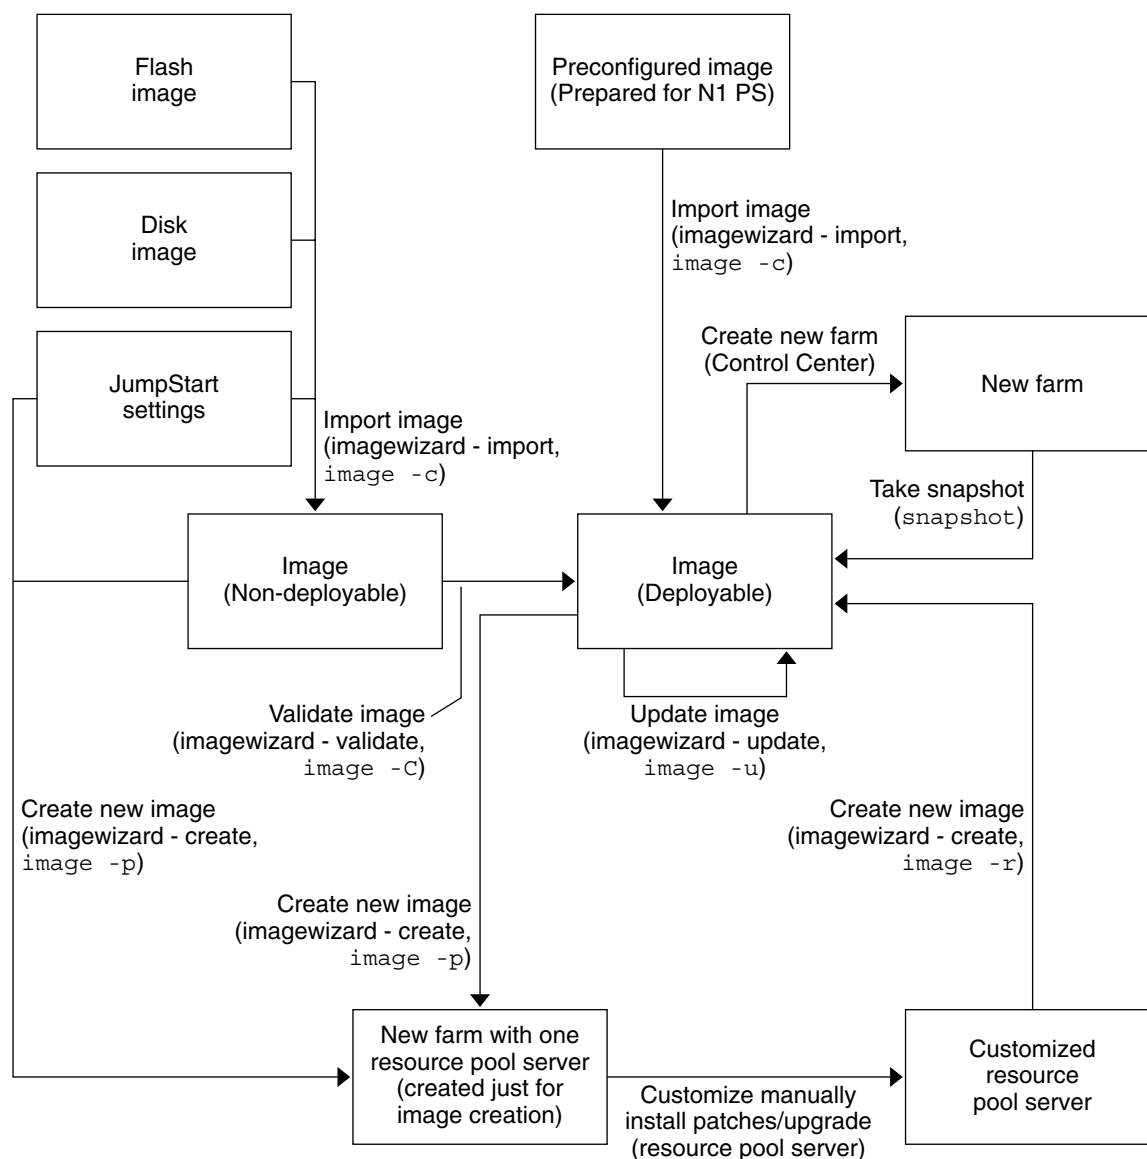 Flash
image
Preconfigured image
(Prepared for N1 PS)
Disk
image
Import image
(imagewizard - import,
image -c)
JumpStart
settings
Create new farm
(Control Center)
New farm
Import image
(imagewizard - import,
image -c)
Take snapshot
(snapshot)
Image
(Non-deployable)
Image
(Deployable)
Validate image
(imagewizard - validate,
image -C)
Update image
(imagewizard - update,
image -u)
Create new image
(imagewizard - create,
image -p)
Create new image
(imagewizard - create,
image -r)
Create new image
(imagewizard - create,
image -p)
New farm with one
resource pool server
(created just for
image creation)
Customize manually
install patches/upgrade
(resource pool server)
Customized
resource
pool server